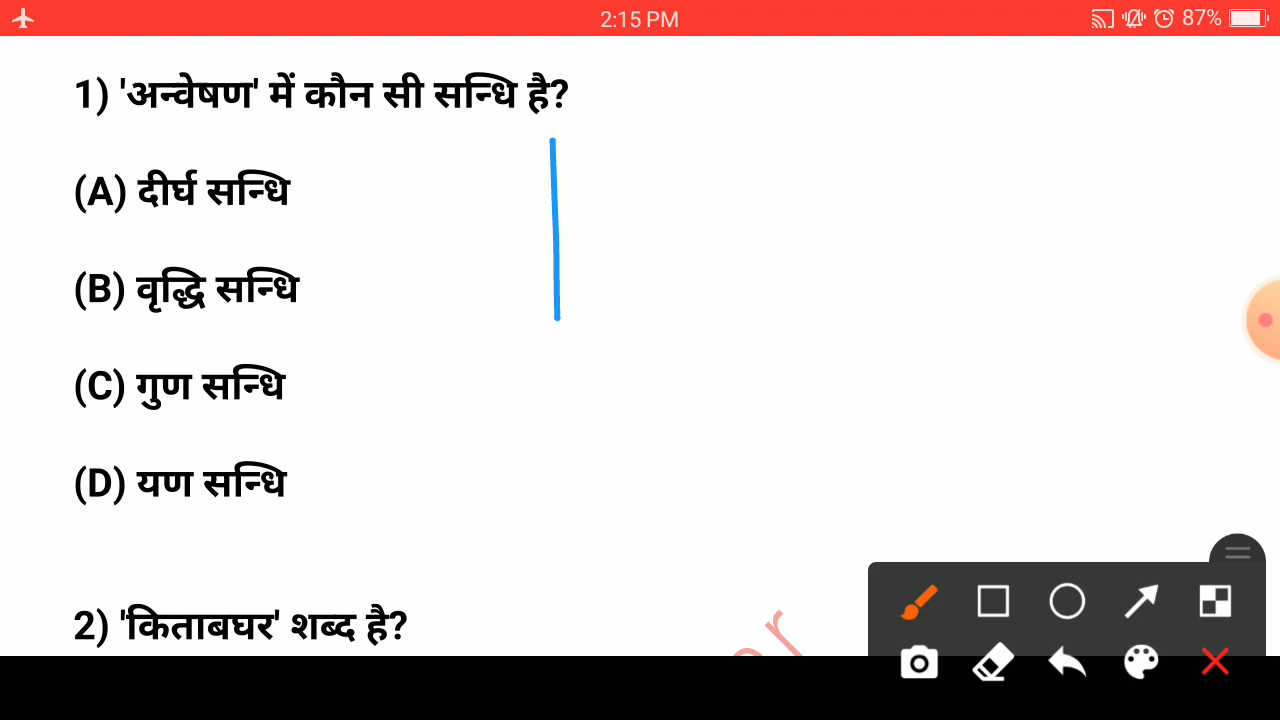 2:15 PM
87%
1) 'अन्वेषण' में कौन सी सन्धि है?
(A) दीर्घ सन्धि
(B) वृद्धि सन्धि
(C) गुण सन्धि
(D) यण सन्धि
2) 'किताबघर' शब्द है?